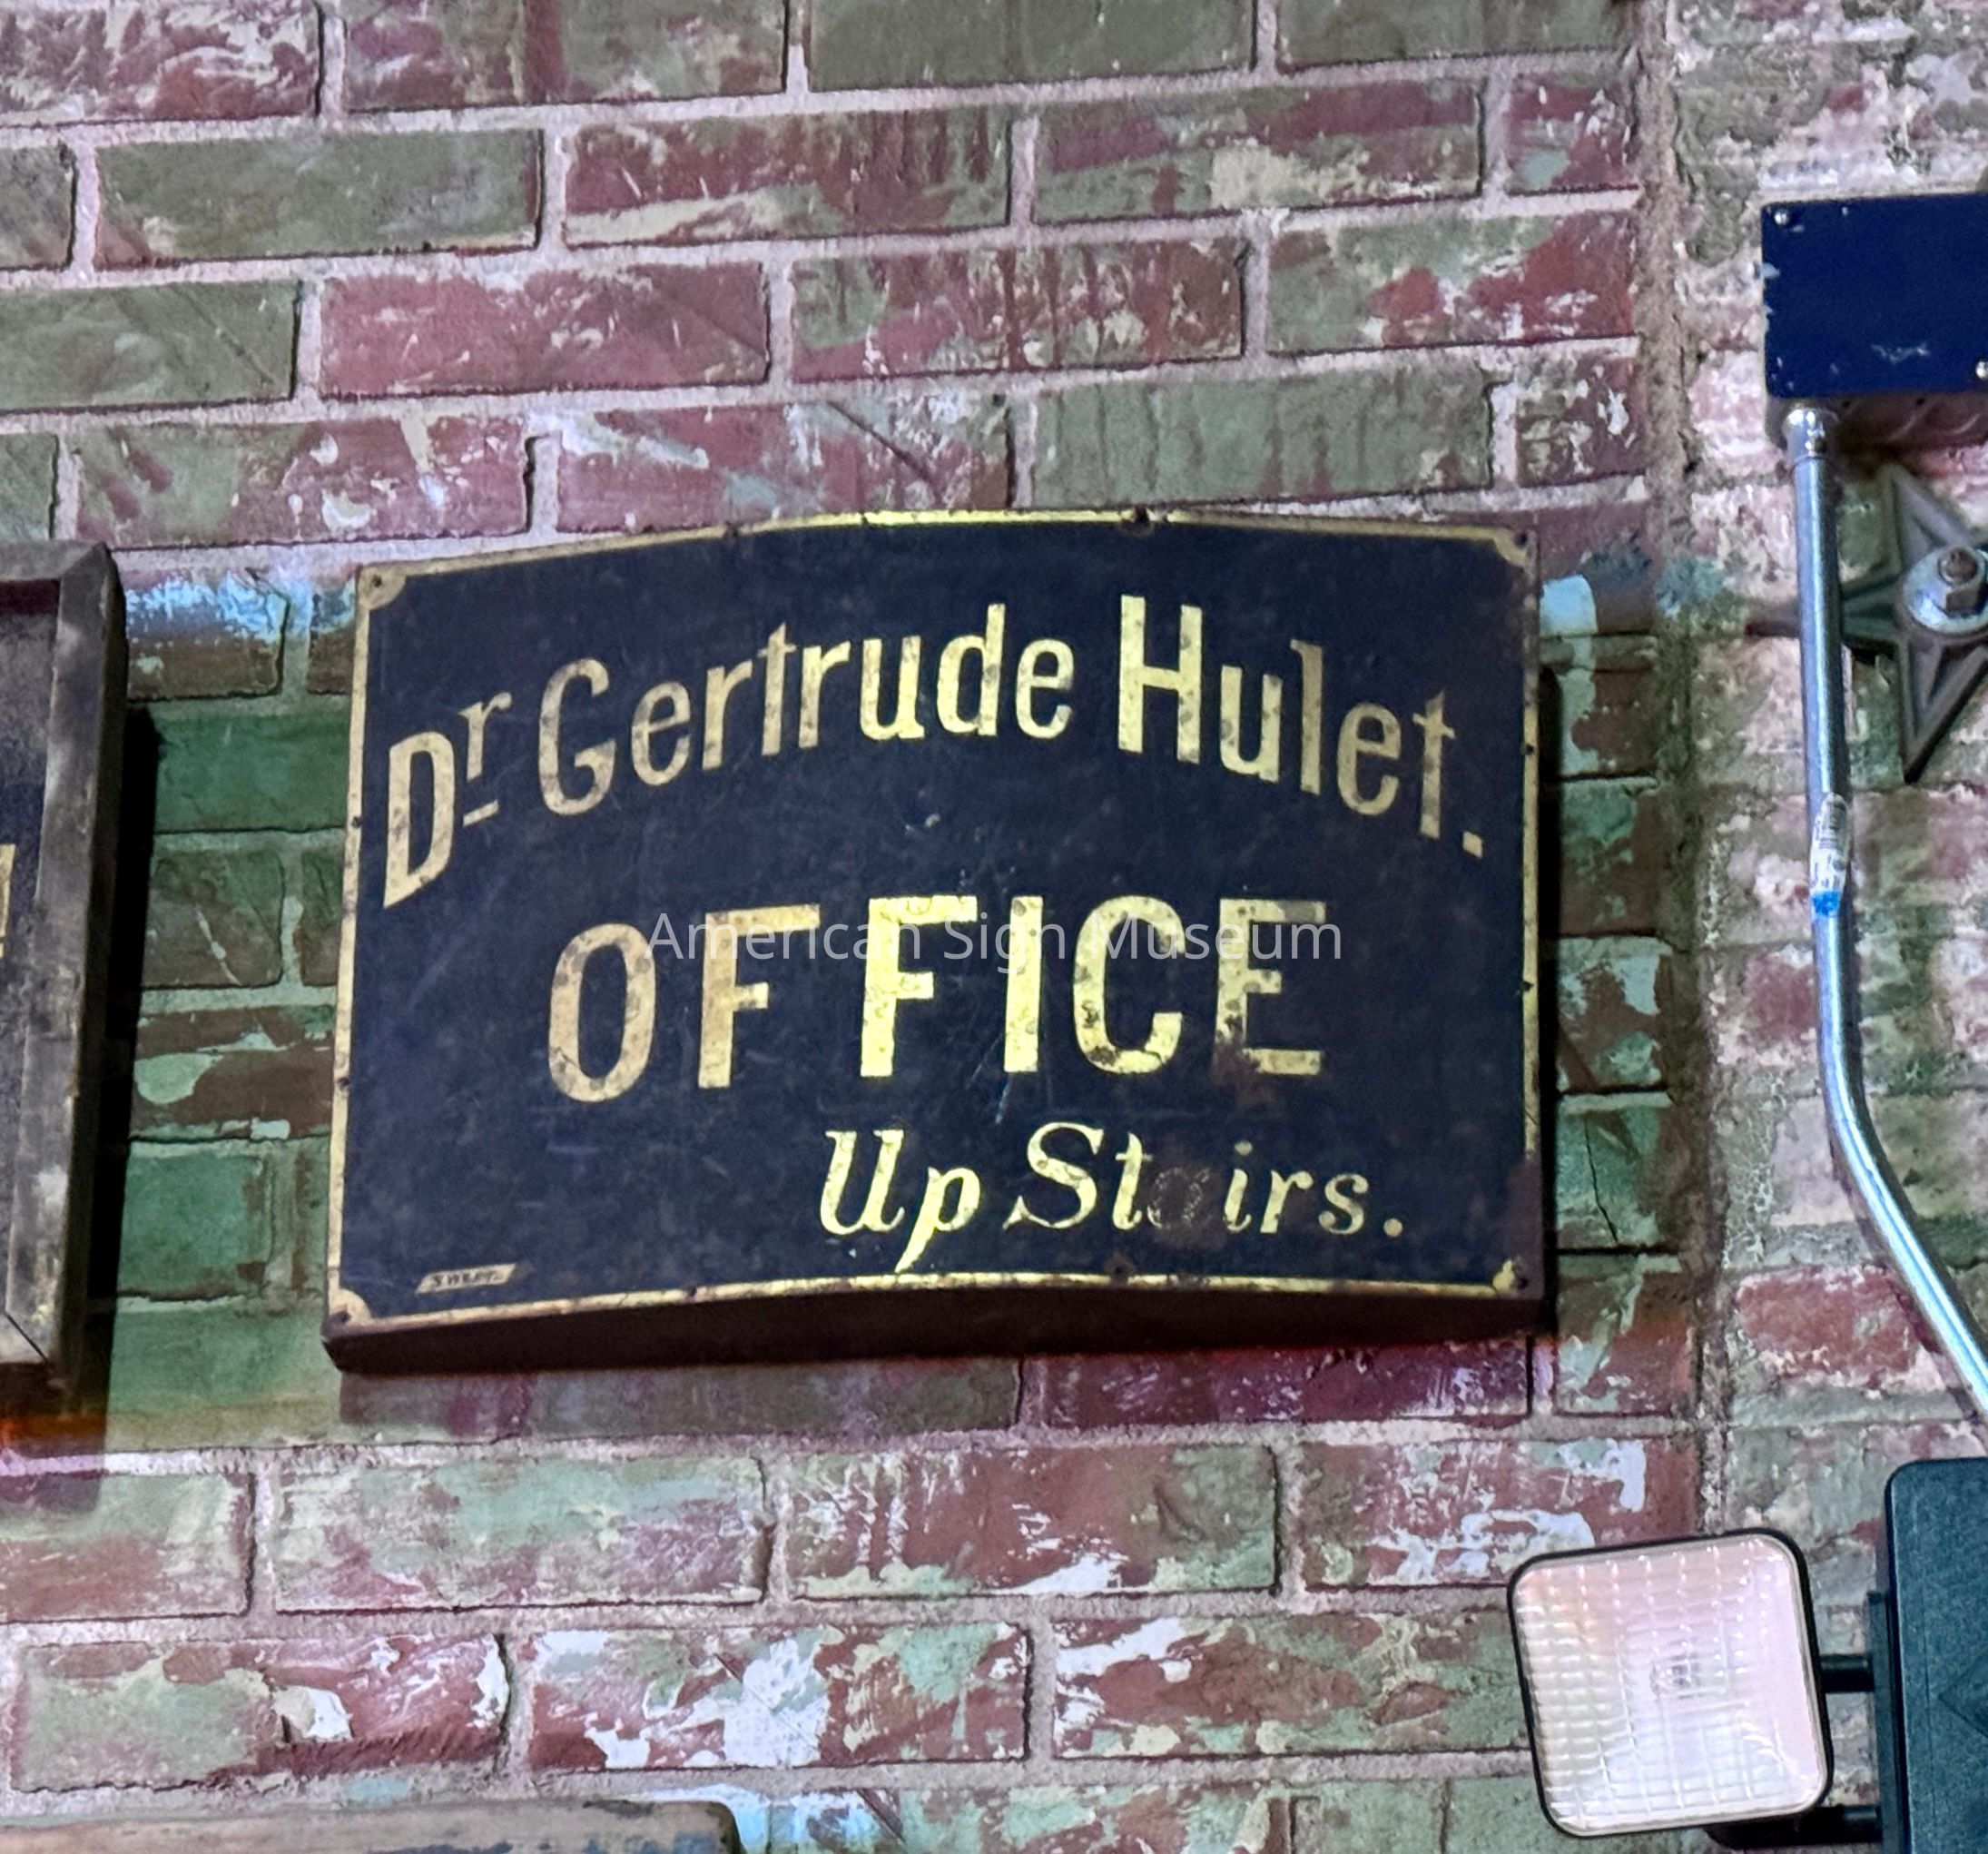 Dr Gertrude Hulet.
OFFICE
American Sign Museum
Up Stairs.